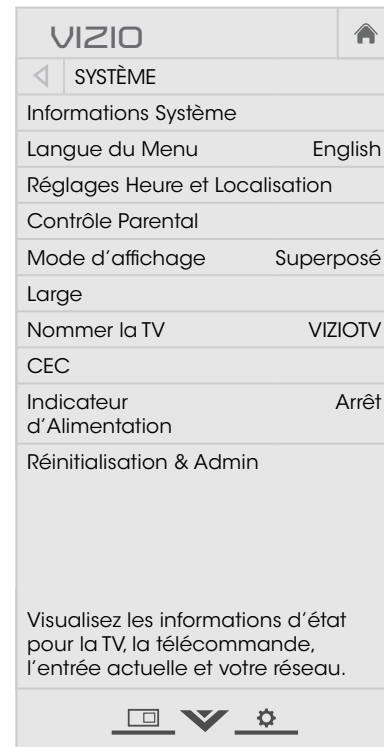 VIZIO
SYSTÈME
Informations Système
Langue du Menu English
Réglages Heure et Localisation
Contrôle Parental
Mode d’affichage Superposé
Large
Nommer la TV VIZIOTV
CEC
Indicateur Arrêt
d’Alimentation
Réinitialisation & Admin
Visualisez les informations d’état
pour la TV, la télécommande,
l’entrée actuelle et votre réseau.